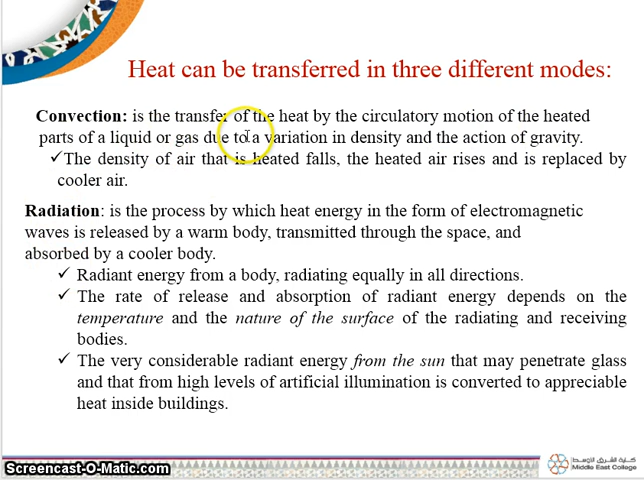 Heat can be transferred in three different modes:
Convection: is the transfer of the heat by the circulatory motion of the heated
parts of a liquid or gas due to a variation in density and the action of gravity.
✓The density of air that is heated falls, the heated air rises and is replaced by
cooler air.
Radiation: is the process by which heat energy in the form of electromagnetic
waves is released by a warm body, transmitted through the space, and
absorbed by a cooler body.
✓ Radiant energy from a body, radiating equally in all directions.
✓ The rate of release and absorption of radiant energy depends on the
temperature and the nature of the surface of the radiating and receiving
bodies.
✓ The very considerable radiant energy from the sun that may penetrate glass
and that from high levels of artificial illumination is converted to appreciable
heat inside buildings.
كلية الشرق الأوسط
Middle East College
Screencast-O-Matic.com